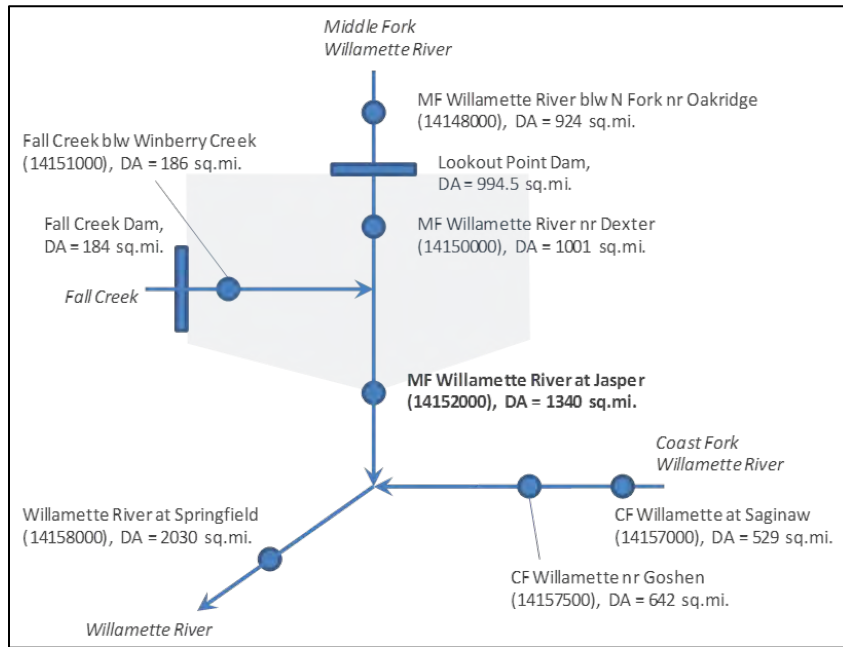 Middle Fork
Willamette River
MF Willamette River blw N Fork nr Oakridge
(14148000), DA = 924 sq.mi.
Fall Creek blw Winberry Creek
(14151000), DA = 186 sq.mi.
Lookout Point Dam,
DA = 994.5 sq.mi.
Fall Creek Dam,
DA = 184 sq.mi.
MF Willamette River nr Dexter
(14150000), DA = 1001 sq.mi.
Fall Creek
MF Willamette River at Jasper
(14152000), DA = 1340 sq.mi.
Coast Fork
Willamette River
Willamette River at Springfield
(14158000), DA = 2030 sq.mi.
CF Willamette at Saginaw
(14157000), DA = 529 sq.mi.
CF Willamette nr Goshen
(14157500), DA = 642 sq.mi.
Willamette River